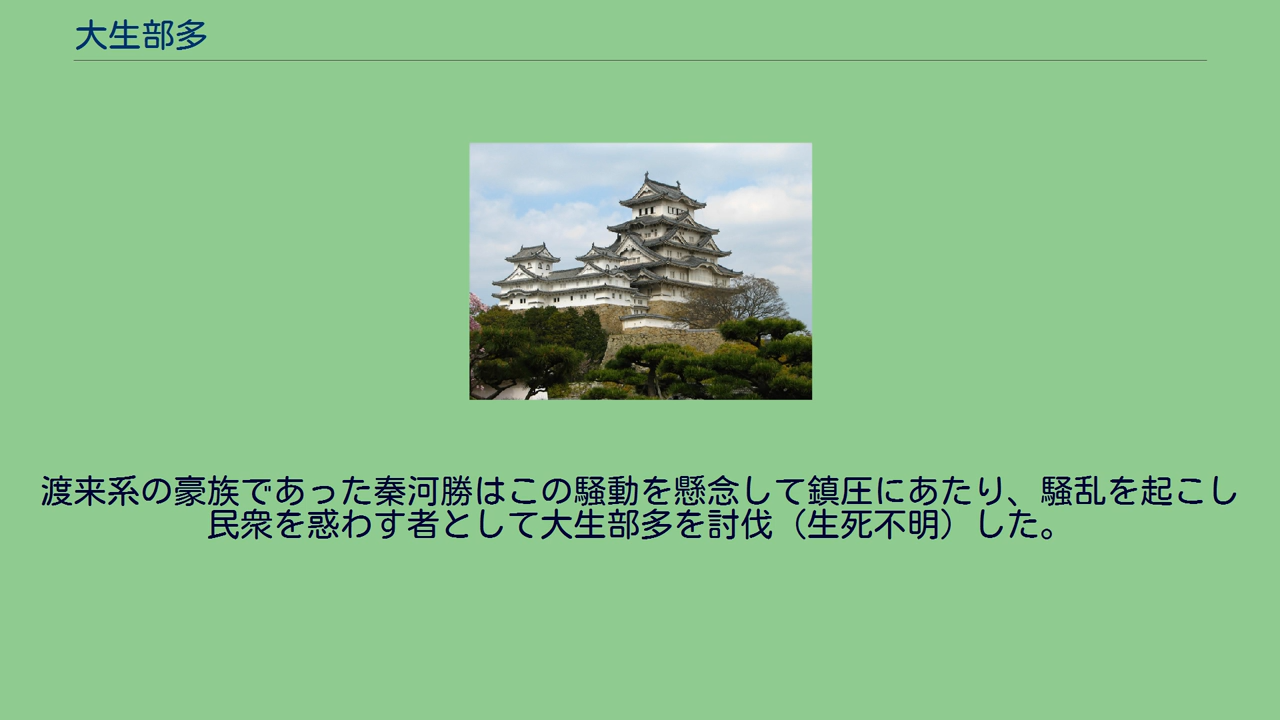 大生部多
渡来系の豪族であった秦河勝はこの騒動を懸念して鎮圧にあたり、騒乱を起こし
民衆を惑わす者として大生部多を討伐（生死不明）した。